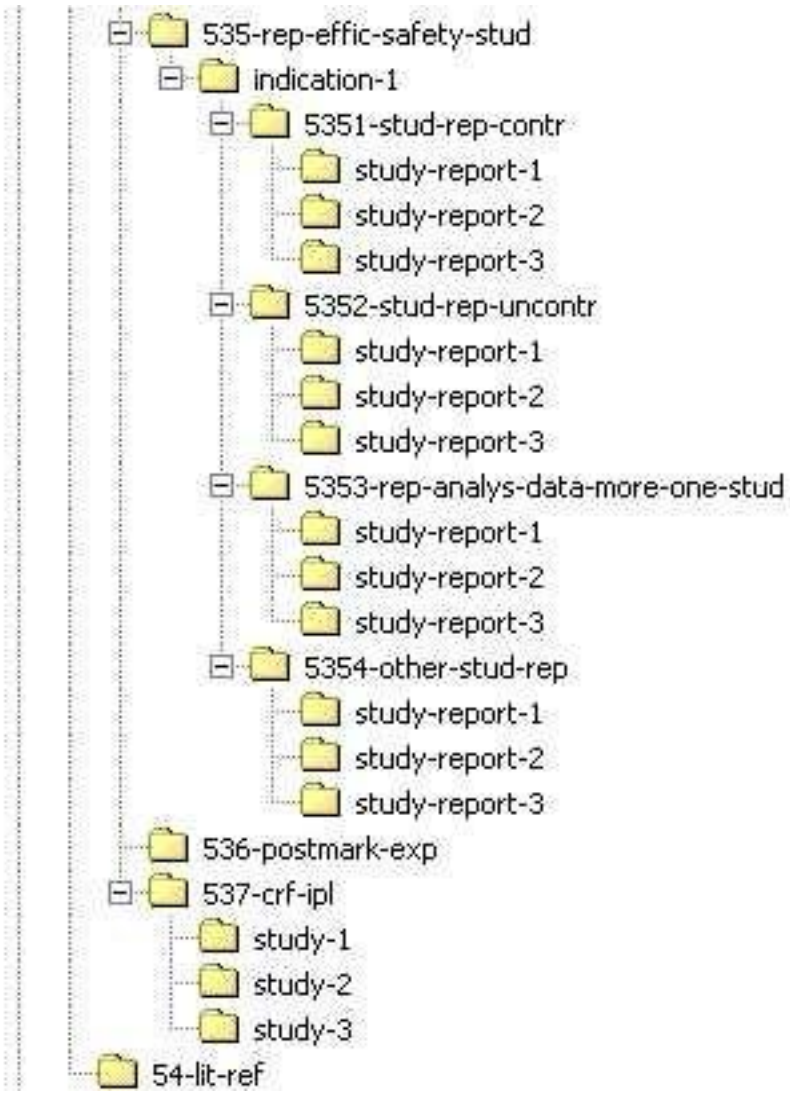 535-rep-effic-safety-stud
indication-1
5351-stud-rep-contr
study-report-1
study-report-2
study-report-3
5352-stud-rep-uncontr
study-report-1
study-report-2
study-report-3
5353-rep-analys-data-more-one-stud
study-report-1
study-report-2
study-report-3
5354-other-stud-rep
study-report-1
study-report-2
study-report-3
536-postmark-exp
537-crf-ipl
study-1
study-2
study-3
54-lit-ref